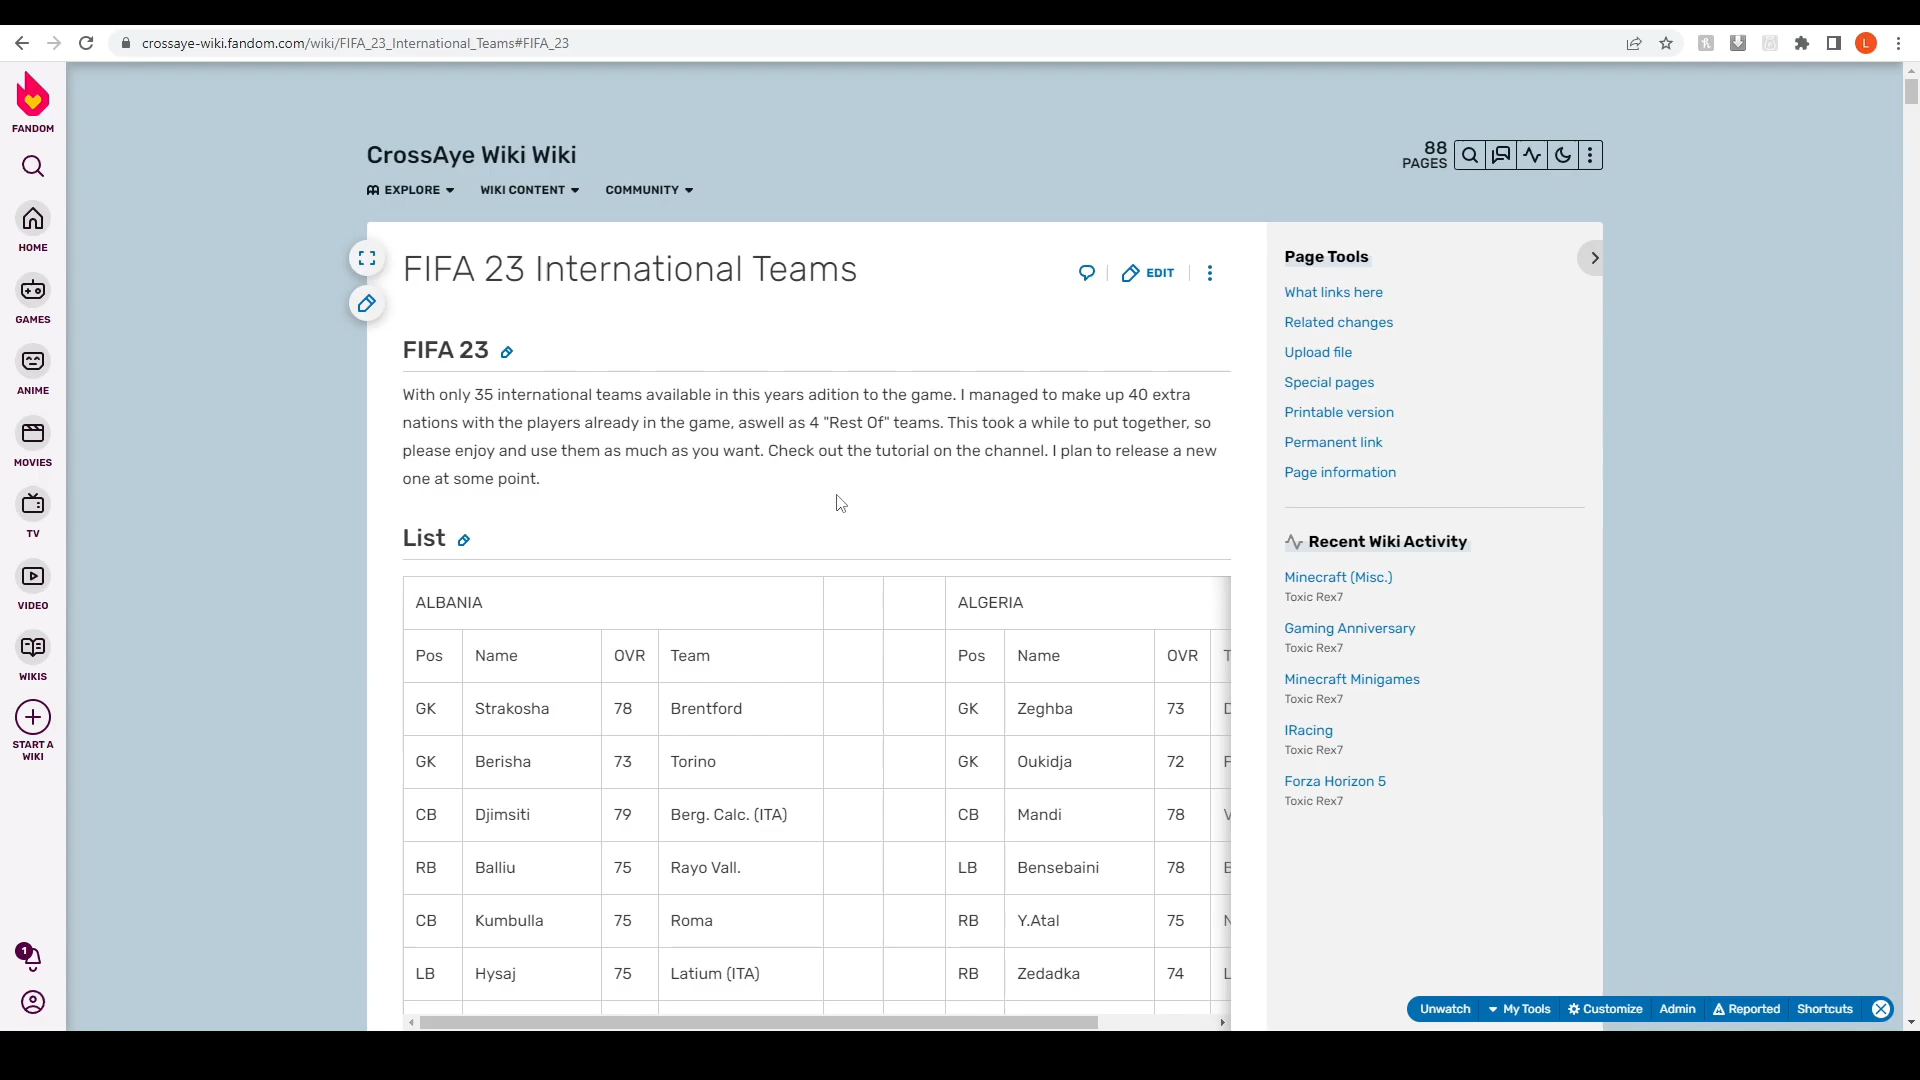 crossaye-wiki.fandom.com/wiki/FIFA_23_International_Teams#FIFA_23
L
FANDOM
HOME
GAMES
ANIME
MOVIES
TV
VIDEO
WIKIS
START A
WIKI
1
CrossAye Wiki Wiki
EXPLORE
WIKI CONTENT
COMMUNITY
88
PAGES
FIFA 23 International Teams
EDIT
FIFA 23
With only 35 international teams available in this years adition to the game. I managed to make up 40 extra
nations with the players already in the game, aswell as 4 "Rest Of" teams. This took a while to put together, so
please enjoy and use them as much as you want. Check out the tutorial on the channel. I plan to release a new
one at some point.
List
ALBANIA ALGERIA
Pos Name OVR Team Pos Name OVR
GK Strakosha 78 Brentford GK Zeghba 73
GK Berisha 73 Torino GK Oukidja 72
CB Djimsiti 79 Berg. Calc. (ITA) CB Mandi 78
RB Balliu 75 Rayo Vall. LB Bensebaini 78
CB Kumbulla 75 Roma RB Y.Atal 75
LB Hysaj 75 Latium (ITA) RB Zedadka 74
Page Tools
What links here
Related changes
Upload file
Special pages
Printable version
Permanent link
Page information
Recent Wiki Activity
Minecraft (Misc.)
Toxic Rex7
Gaming Anniversary
Toxic Rex7
Minecraft Minigames
Toxic Rex7
IRacing
Toxic Rex7
Forza Horizon 5
Toxic Rex7
Unwatch My Tools Customize Admin Reported Shortcuts